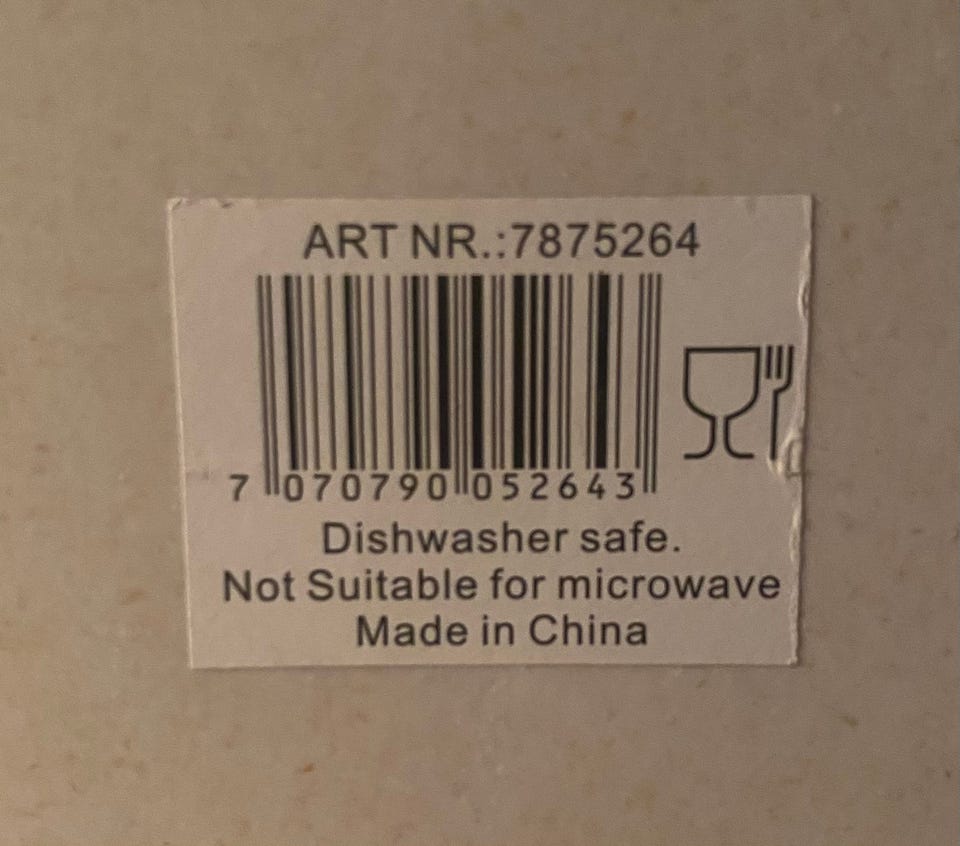 ART NR.:7875264
7 070790 052643
Dishwasher safe.
Not Suitable for microwave
Made in China